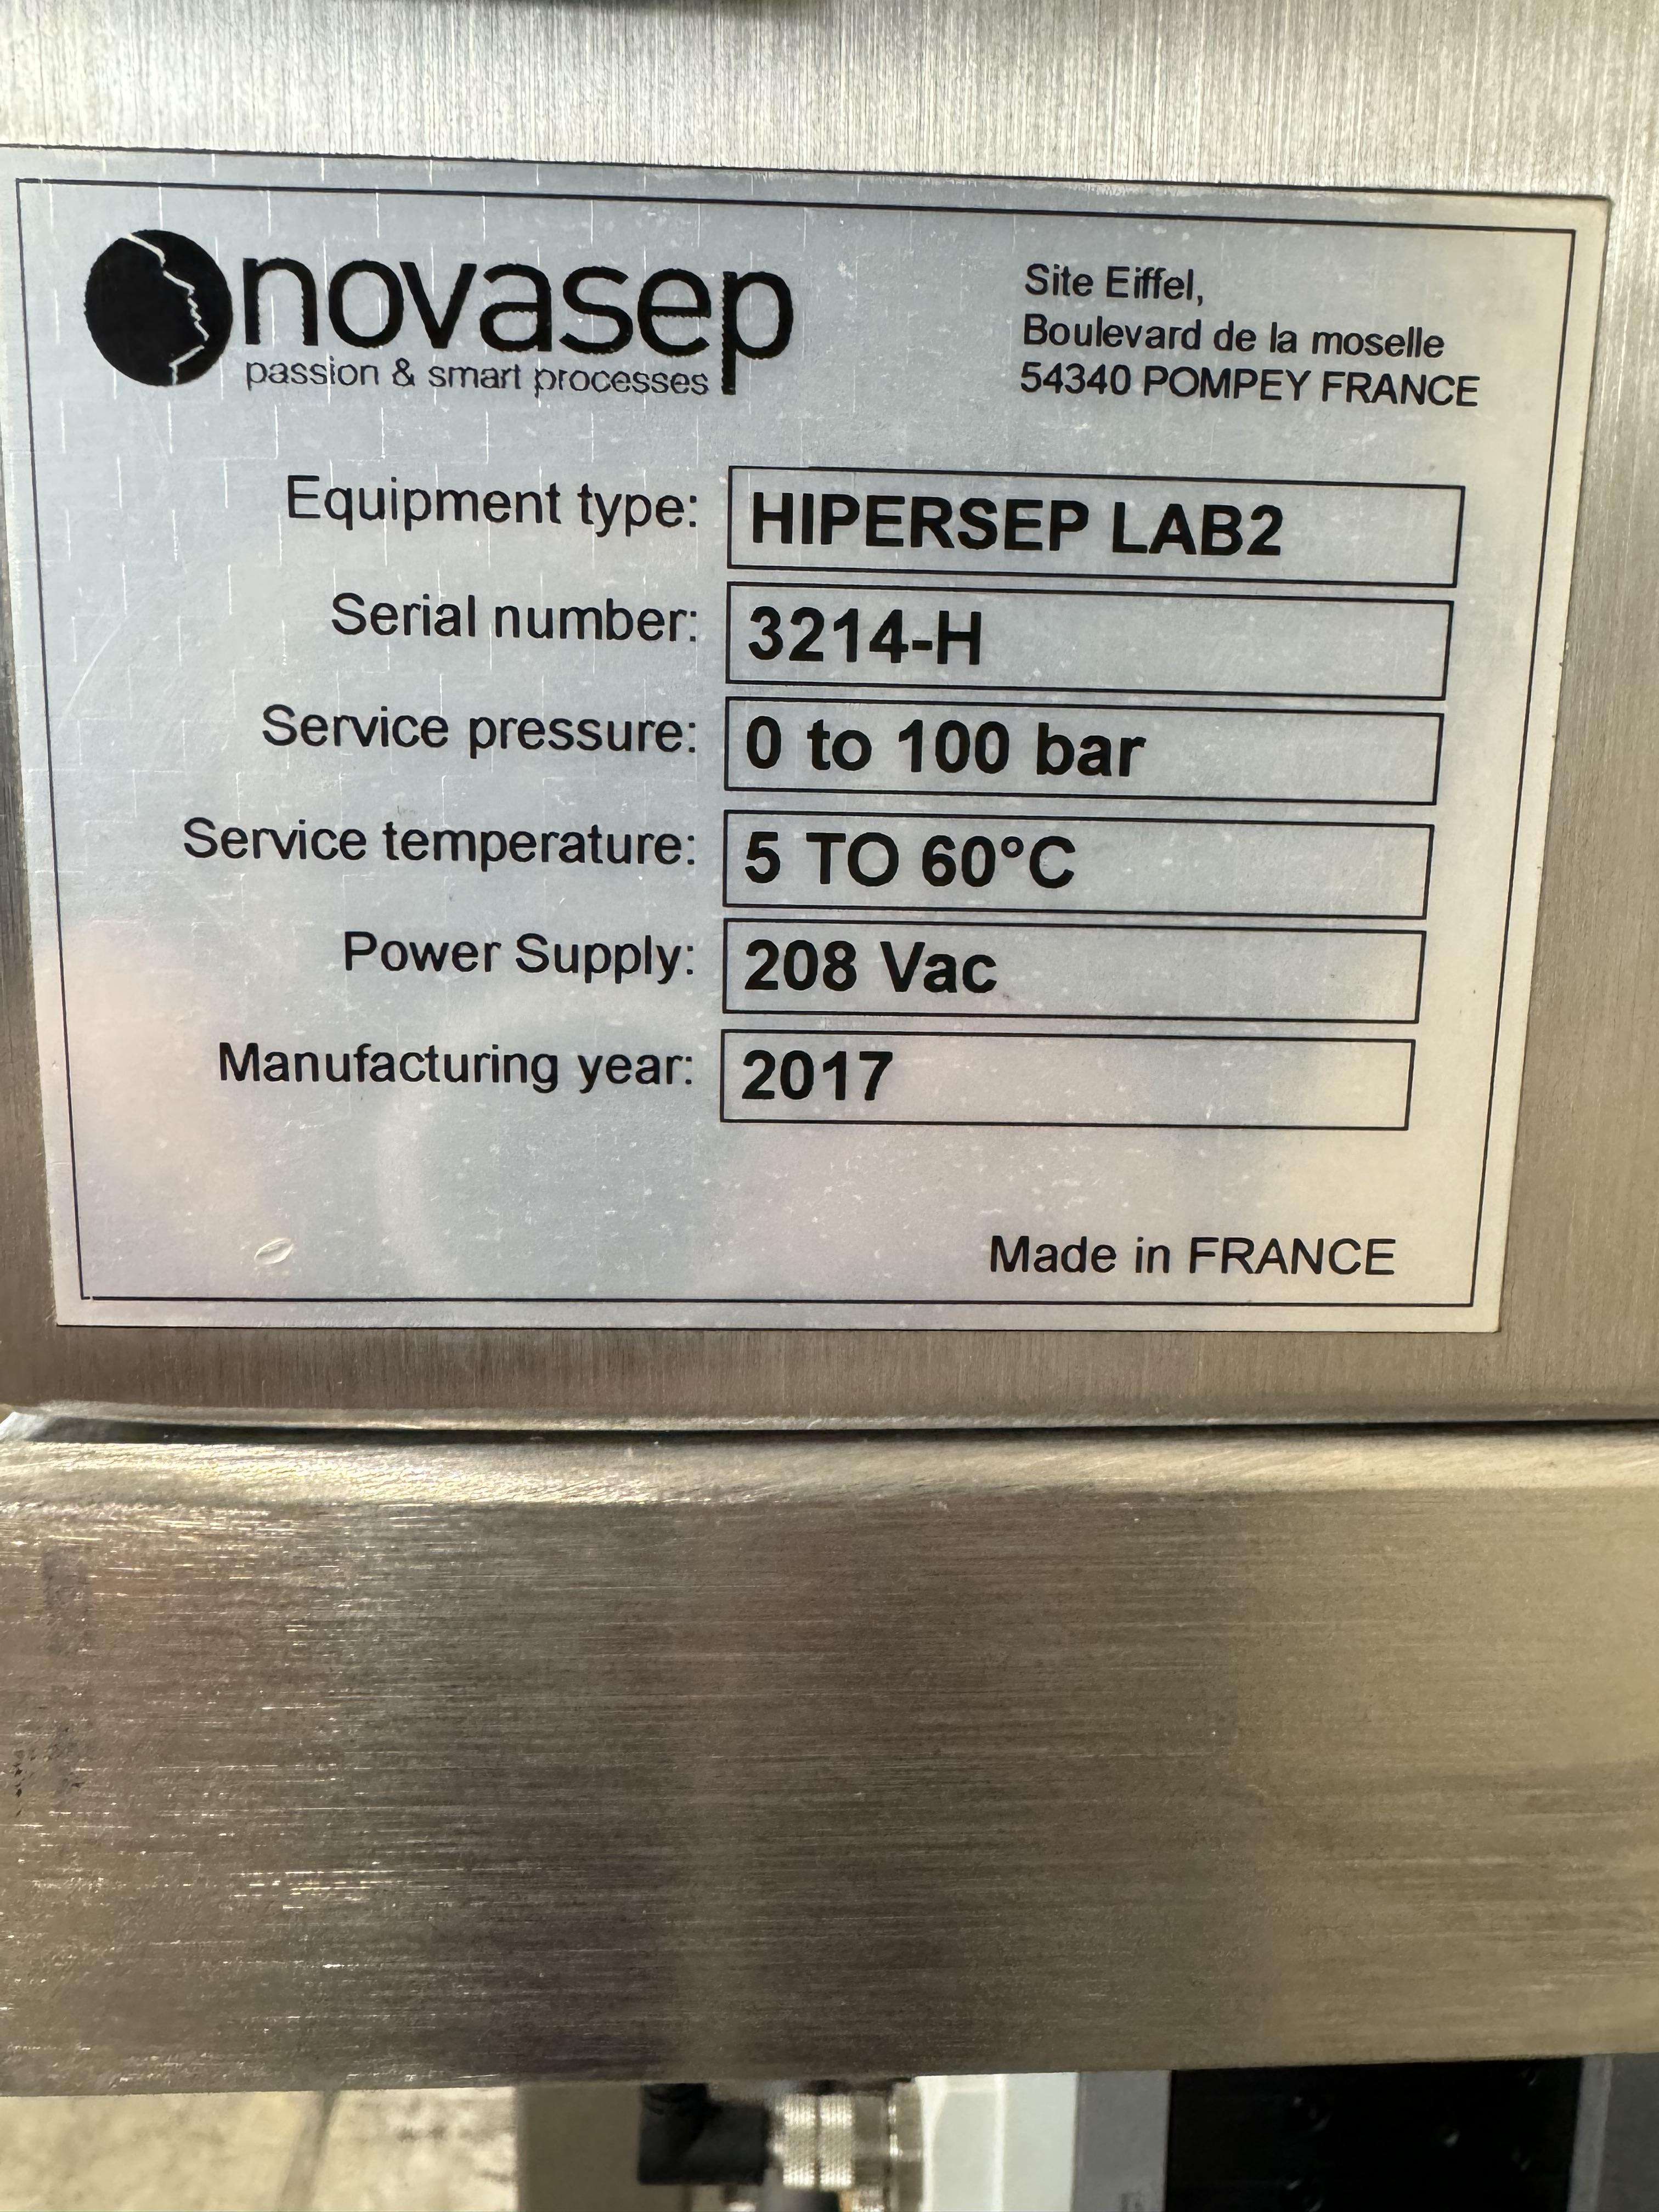 novasep
passion & smart processes
Site Eiffel,
Boulevard de la moselle
54340 POMPEY FRANCE
Equipment type: HIPERSEP LAB2
Serial number: 3214-H
Service pressure: 0 to 100 bar
Service temperature: 5 TO 60°C
Power Supply: 208 Vac
Manufacturing year: 2017
Made in FRANCE